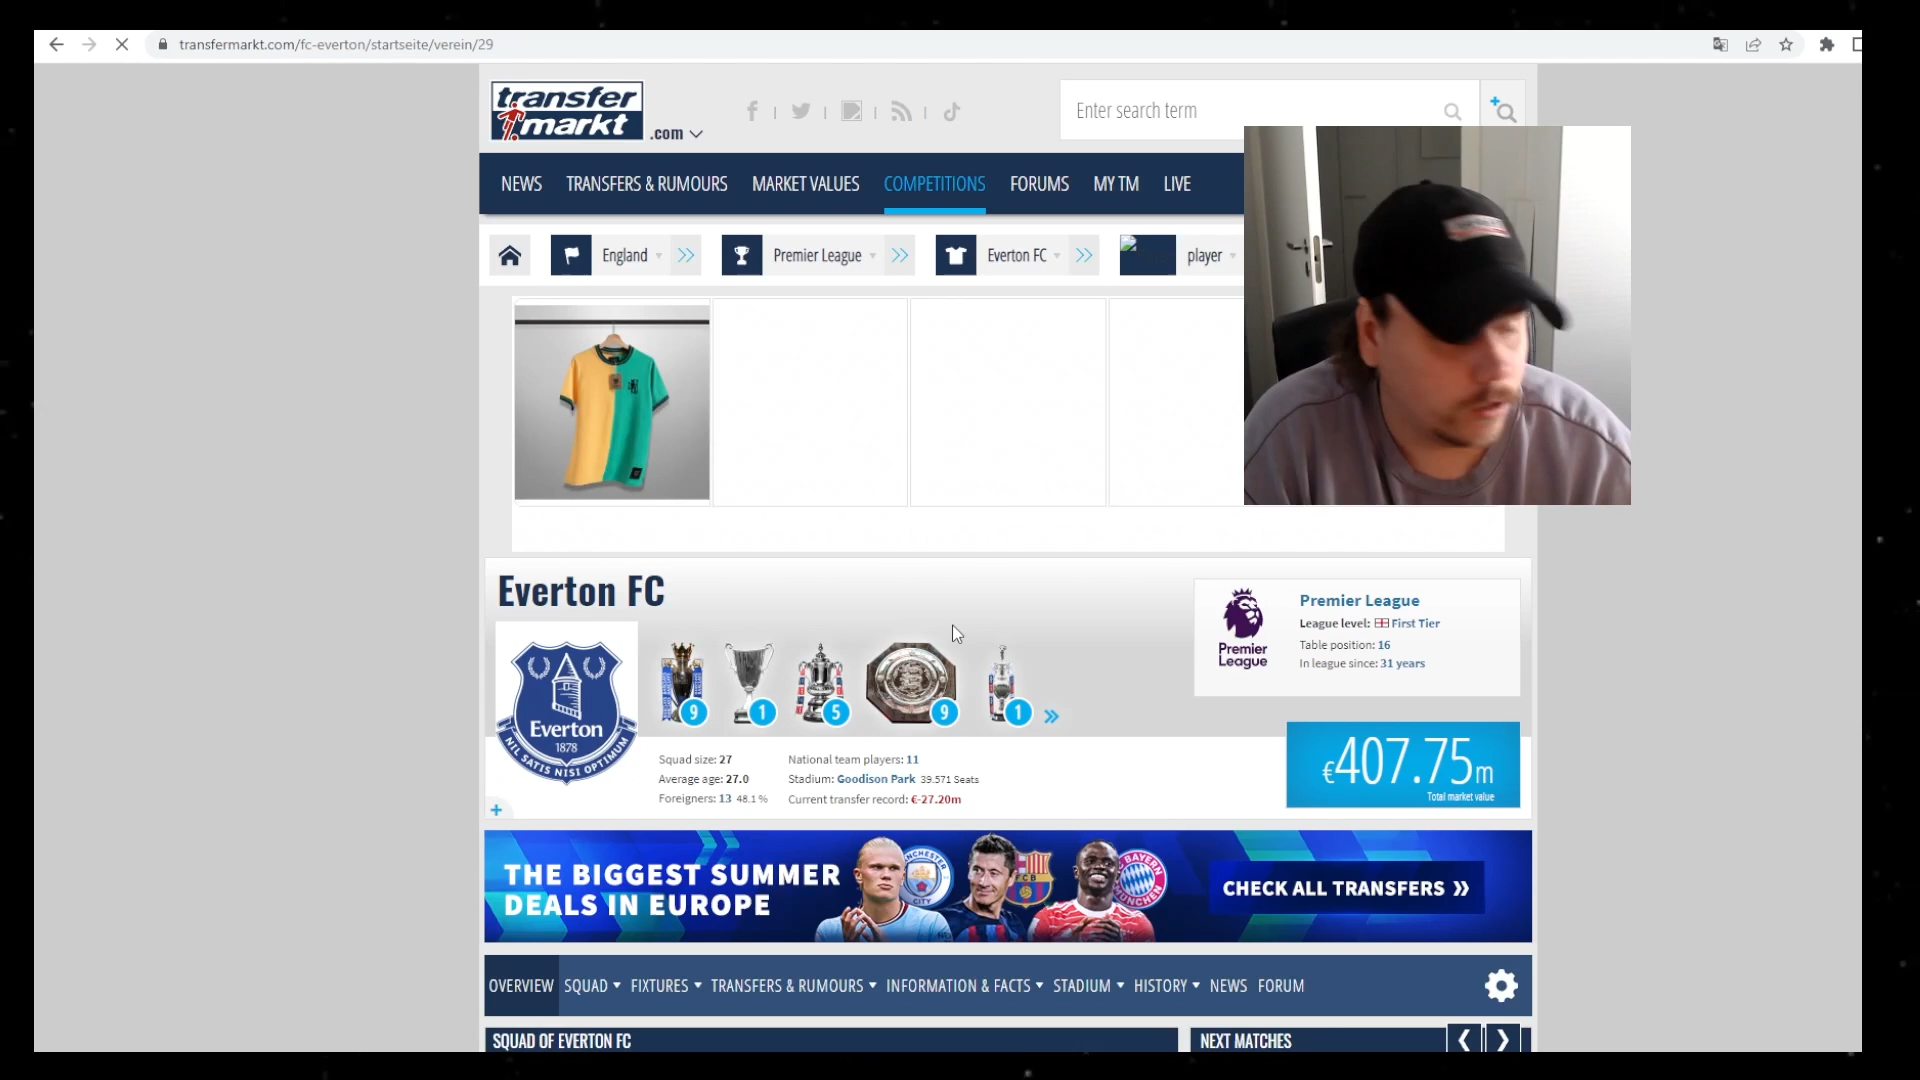 transfermarkt.com/fc-everton/startseite/verein/29
transfer
markt
.com
Enter search term
NEWS TRANSFERS & RUMOURS MARKET VALUES COMPETITIONS FORUMS MY TM LIVE
England Premier League Everton FC player
Everton FC
Premier League
League level: First Tier
Table position: 16
In league since: 31 years
Premier
League
Everton
1878
NIL SATIS NISI OPTIMUM
9 1 5 9 1
Squad size: 27
Average age: 27.0
Foreigners: 13 48.1 %
National team players: 11
Stadium: Goodison Park 39.571 Seats
Current transfer record: €-27.20m
€407.75m
Total market value
THE BIGGEST SUMMER
DEALS IN EUROPE
CHECK ALL TRANSFERS
OVERVIEW SQUAD FIXTURES TRANSFERS & RUMOURS INFORMATION & FACTS STADIUM HISTORY NEWS FORUM
SQUAD OF EVERTON FC
NEXT MATCHES